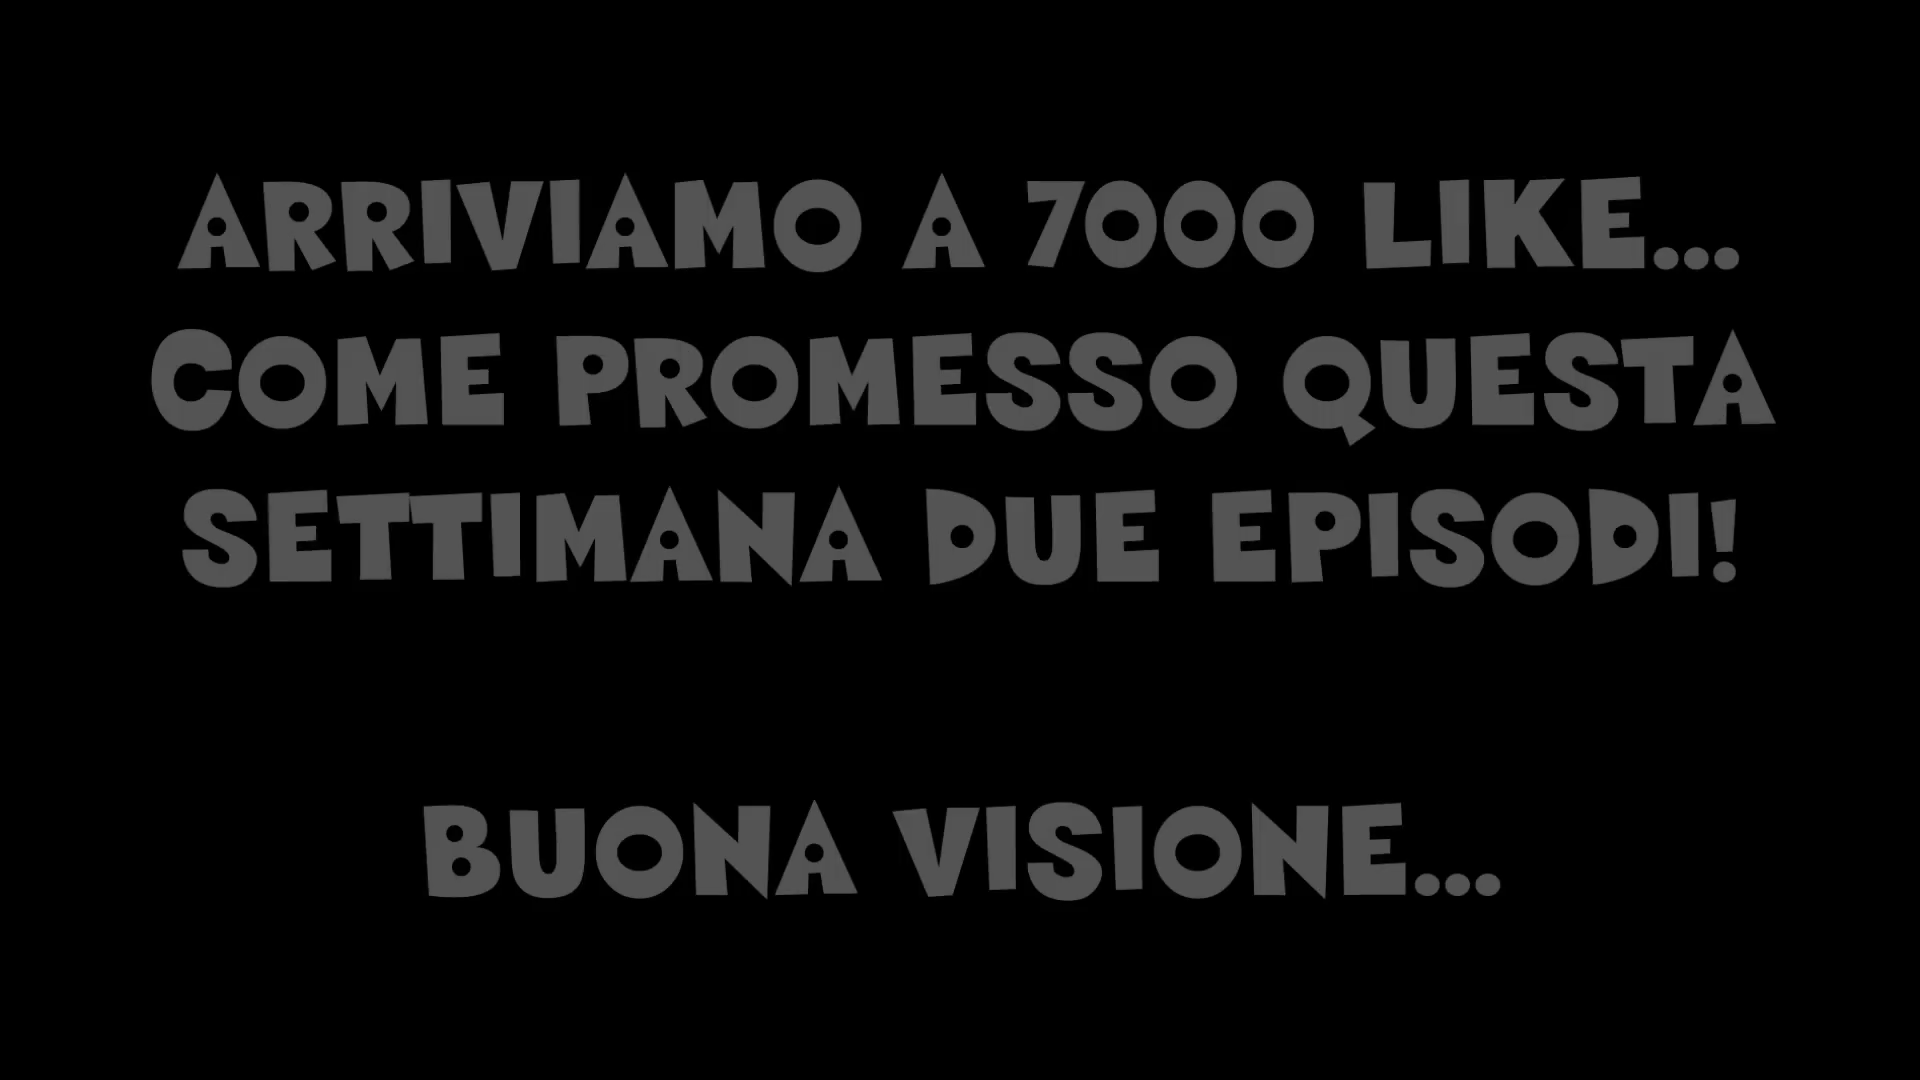 ARRIVIAMO A 7000 LIKE...
COME PROMESSO QUESTA
SETTIMANA DUE EPISODI!
BUONA VISIONE...